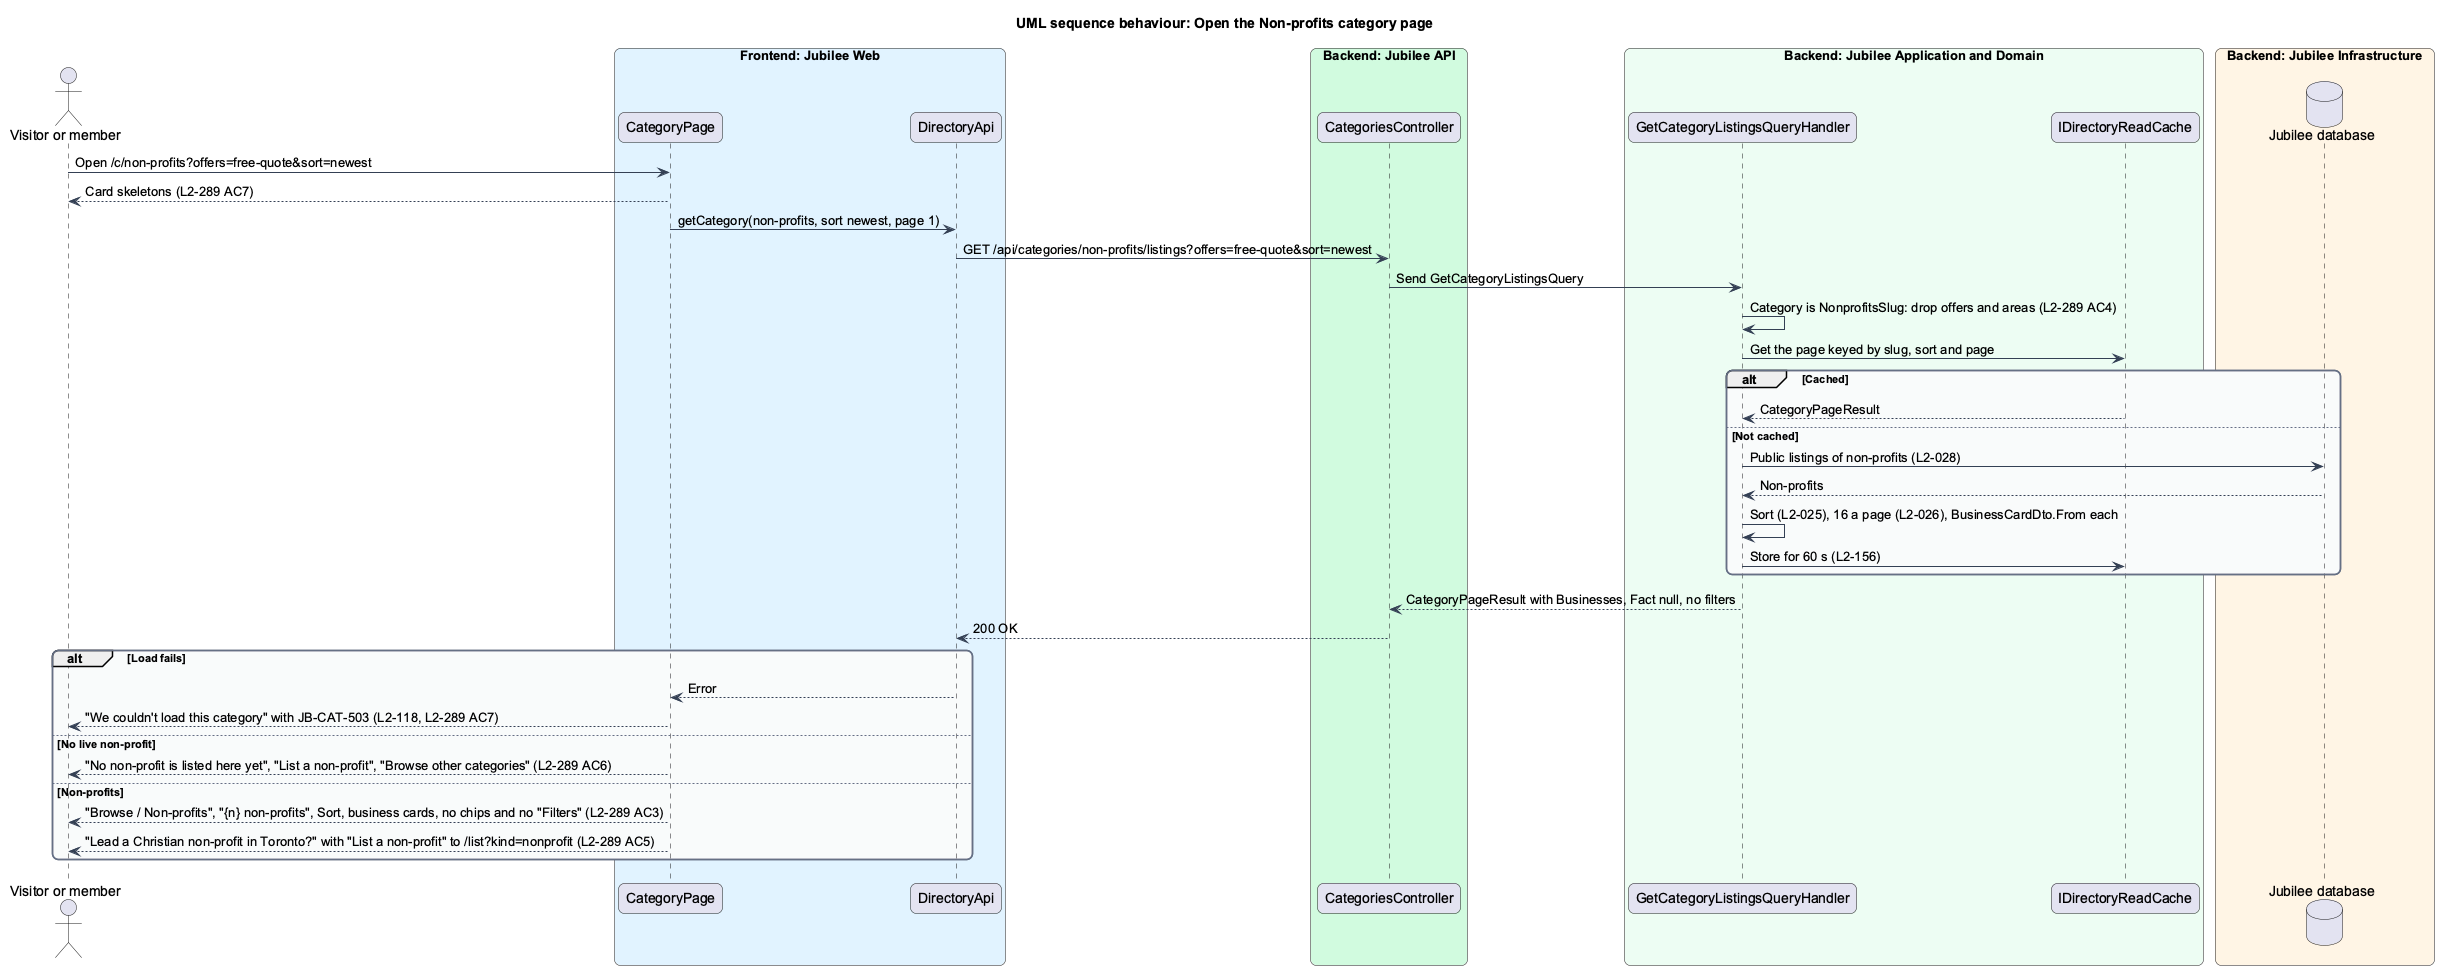 UML sequence behaviour: Open the Non-profits category page
Frontend: Jubilee Web
Backend: Jubilee API
Backend: Jubilee Application and Domain
Backend: Jubilee Infrastructure
Visitor or member
CategoryPage
DirectoryApi
CategoriesController
GetCategoryListingsQueryHandler
IDirectoryReadCache
Jubilee database
Open /c/non-profits?offers=free-quote&sort=newest
Card skeletons (L2-289 AC7)
getCategory(non-profits, sort newest, page 1)
GET /api/categories/non-profits/listings?offers=free-quote&sort=newest
Send GetCategoryListingsQuery
Category is NonprofitsSlug: drop offers and areas (L2-289 AC4)
Get the page keyed by slug, sort and page
alt [Cached]
CategoryPageResult
[Not cached]
Public listings of non-profits (L2-028)
Non-profits
Sort (L2-025), 16 a page (L2-026), BusinessCardDto.From each
Store for 60 s (L2-156)
CategoryPageResult with Businesses, Fact null, no filters
200 OK
alt [Load fails]
Error
"We couldn't load this category" with JB-CAT-503 (L2-118, L2-289 AC7)
[No live non-profit]
"No non-profit is listed here yet", "List a non-profit", "Browse other categories" (L2-289 AC6)
[Non-profits]
"Browse / Non-profits", "{n} non-profits", Sort, business cards, no chips and no "Filters" (L2-289 AC3)
"Lead a Christian non-profit in Toronto?" with "List a non-profit" to /list?kind=nonprofit (L2-289 AC5)
Visitor or member
CategoryPage
DirectoryApi
CategoriesController
GetCategoryListingsQueryHandler
IDirectoryReadCache
Jubilee database